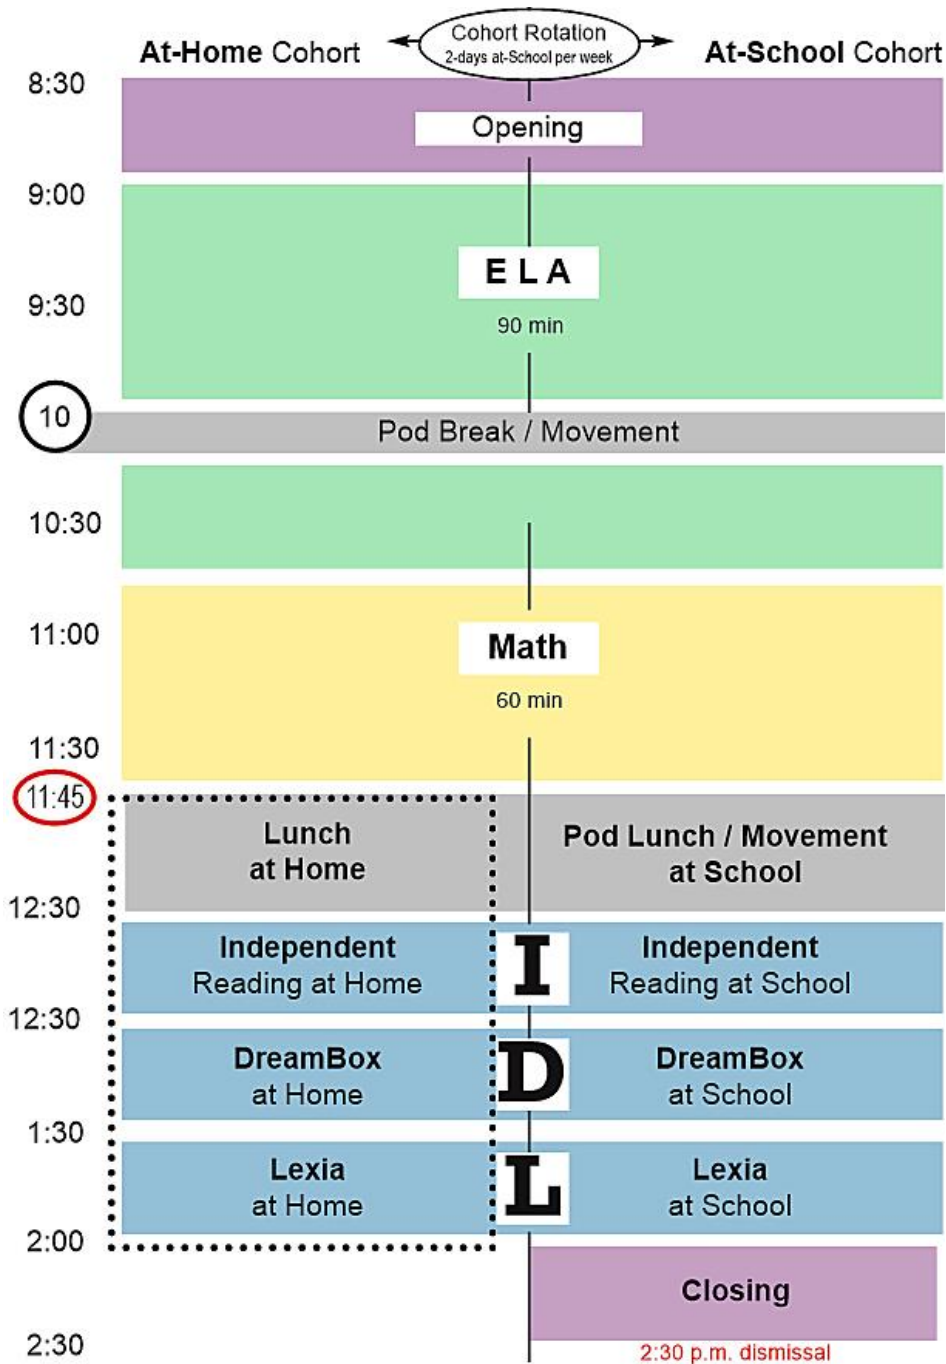 At-Home Cohort
Cohort Rotation
2-days at-School per week
At-School Cohort
8:30
Opening
9:00
E L A
9:30
90 min
10
Pod Break / Movement
10:30
11:00
Math
60 min
11:30
11:45
Lunch
at Home
Pod Lunch / Movement
at School
12:30
Independent
Reading at Home
I
Independent
Reading at School
12:30
DreamBox
at Home
D
DreamBox
at School
1:30
Lexia
at Home
L
Lexia
at School
2:00
Closing
2:30
2:30 p.m. dismissal